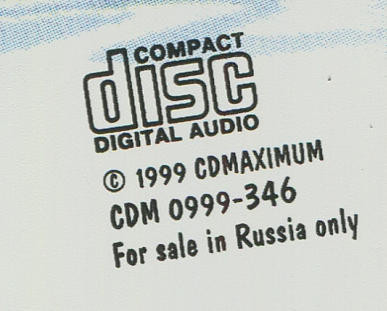 COMPACT
disc
DIGITAL AUDIO
© 1999 CDMAXIMUM
CDM 0999-346
For sale in Russia only